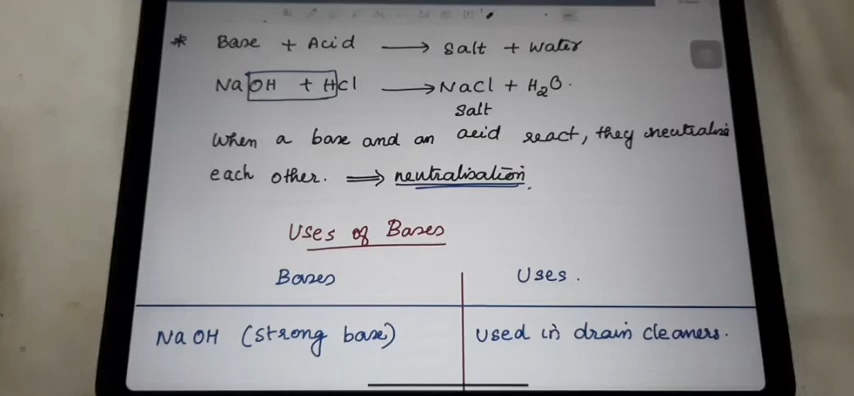 * Base + Acid → Salt + Water
NaOH + HCl → NaCl + H₂O.
Salt
When a base and an acid react, they neutralise
each other. ⟹ neutralisation.
Uses of Bases
Bases Uses.
NaOH (strong base) Used in drain cleaners.